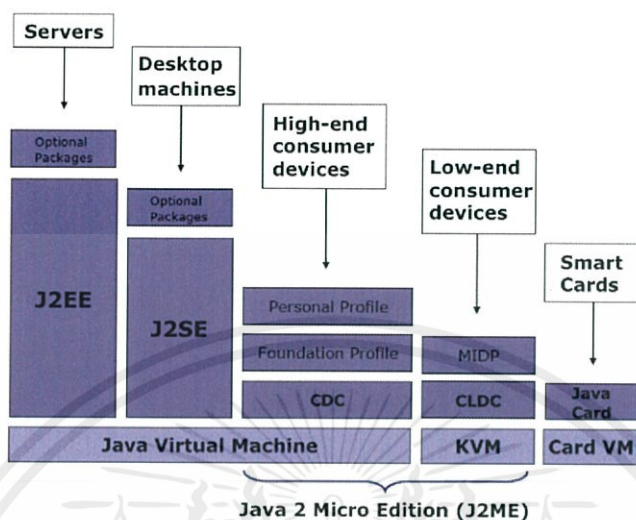 Servers
Desktop
machines
High-end
consumer
devices
Low-end
consumer
devices
Smart
Cards
Optional
Packages
J2EE
Optional
Packages
J2SE
Personal Profile
Foundation Profile
CDC
MIDP
CLDC
Java
Card
Java Virtual Machine
KVM
Card VM
Java 2 Micro Edition (J2ME)